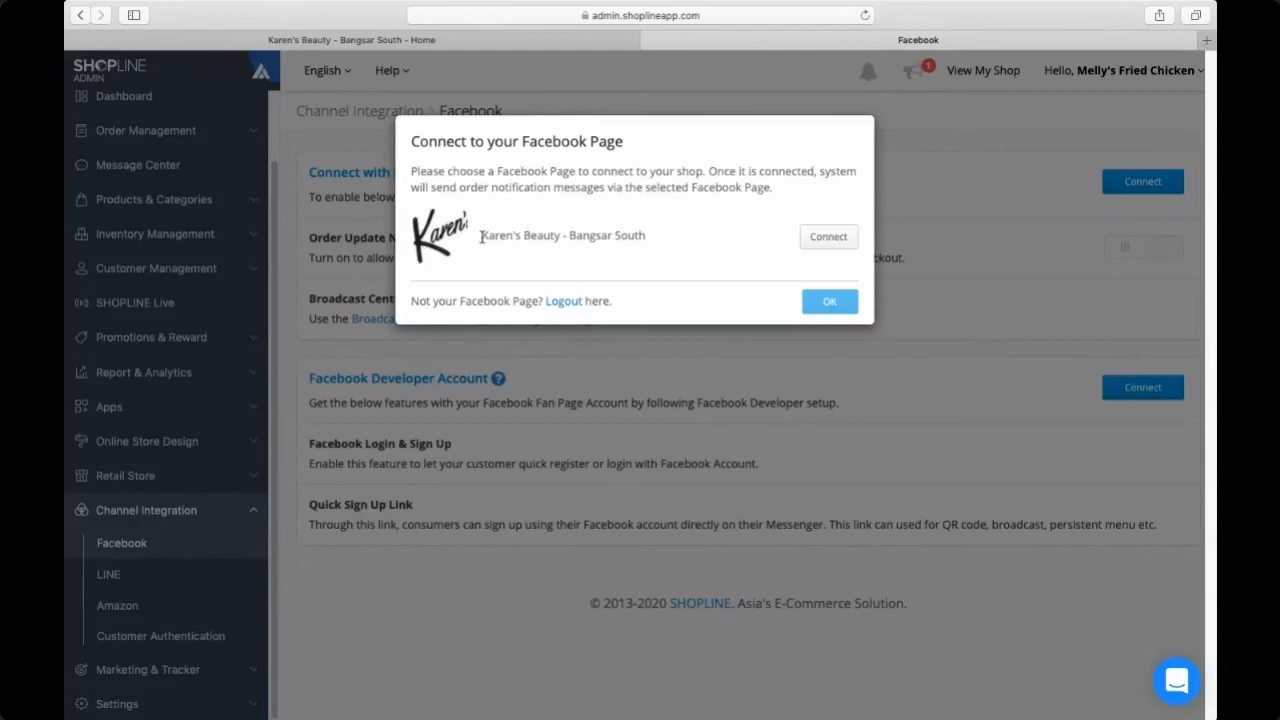 admin.shoplineapp.com
Karen's Beauty – Bangsar South - Home
Facebook
SHOPLINE
ADMIN
English
Help
1
View My Shop
Hello, Melly's Fried Chicken
Dashboard
Order Management
Message Center
Products & Categories
Inventory Management
Customer Management
SHOPLINE Live
Promotions & Reward
Report & Analytics
Apps
Online Store Design
Retail Store
Channel Integration
Facebook
LINE
Amazon
Customer Authentication
Marketing & Tracker
Settings
Channel Integration > Facebook
Connect with
Connect
To enable below
Order Update N
Turn on to allow
ckout.
Broadcast Cent
Use the Broadca
Connect to your Facebook Page
Please choose a Facebook Page to connect to your shop. Once it is connected, system
will send order notification messages via the selected Facebook Page.
Karen's
Karen's Beauty - Bangsar South
Connect
Not your Facebook Page? Logout here.
OK
Facebook Developer Account ?
Connect
Get the below features with your Facebook Fan Page Account by following Facebook Developer setup.
Facebook Login & Sign Up
Enable this feature to let your customer quick register or login with Facebook Account.
Quick Sign Up Link
Through this link, consumers can sign up using their Facebook account directly on their Messenger. This link can used for QR code, broadcast, persistent menu etc.
© 2013-2020 SHOPLINE. Asia's E-Commerce Solution.